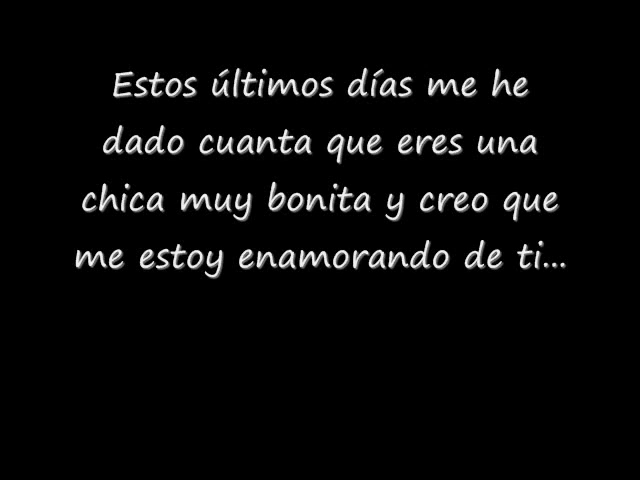 Estos últimos días me he
dado cuanta que eres una
chica muy bonita y creo que
me estoy enamorando de ti...